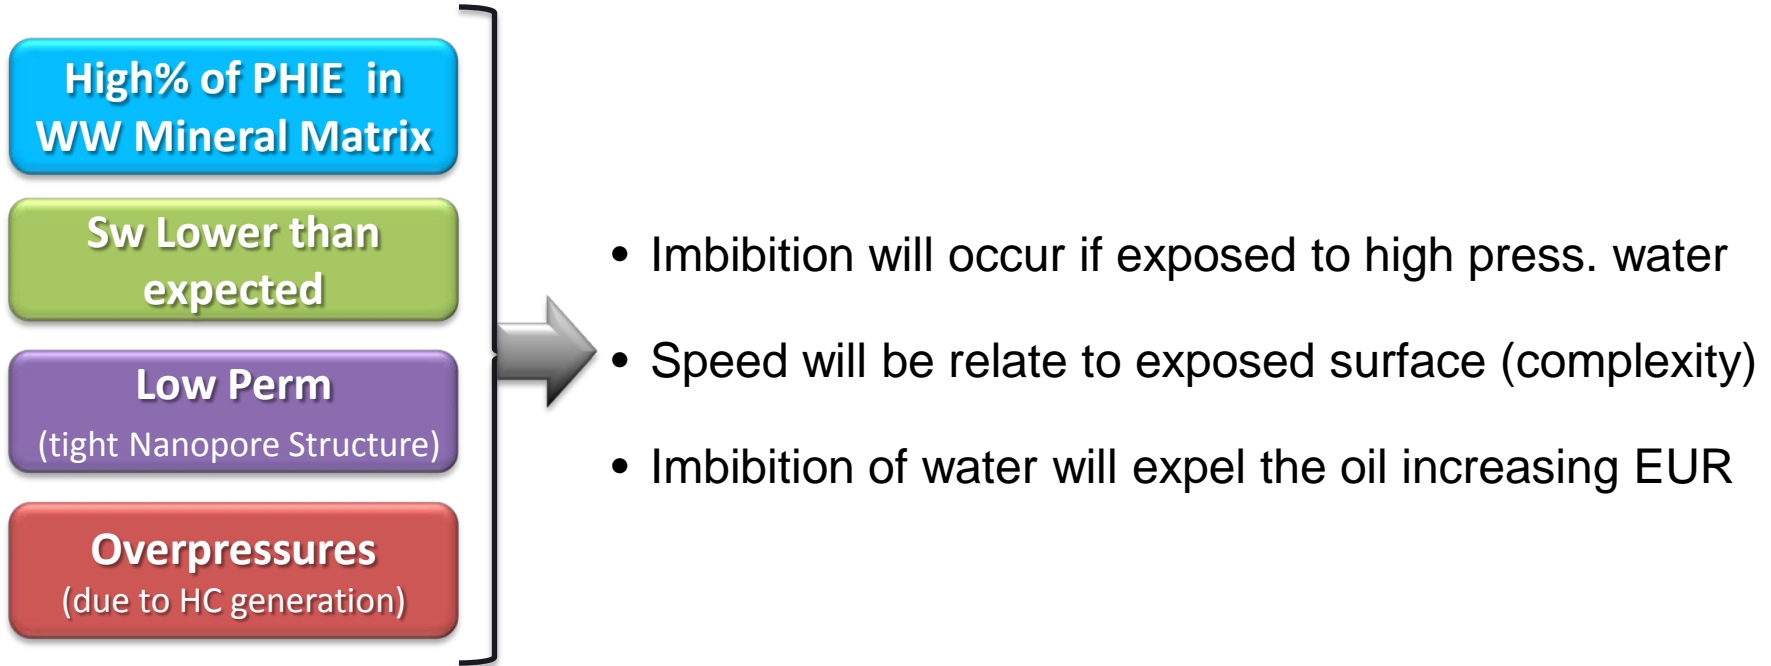 High% of PHIE in
WW Mineral Matrix
Sw Lower than
expected
Low Perm
(tight Nanopore Structure)
Overpressures
(due to HC generation)
• Imbibition will occur if exposed to high press. water
• Speed will be relate to exposed surface (complexity)
• Imbibition of water will expel the oil increasing EUR